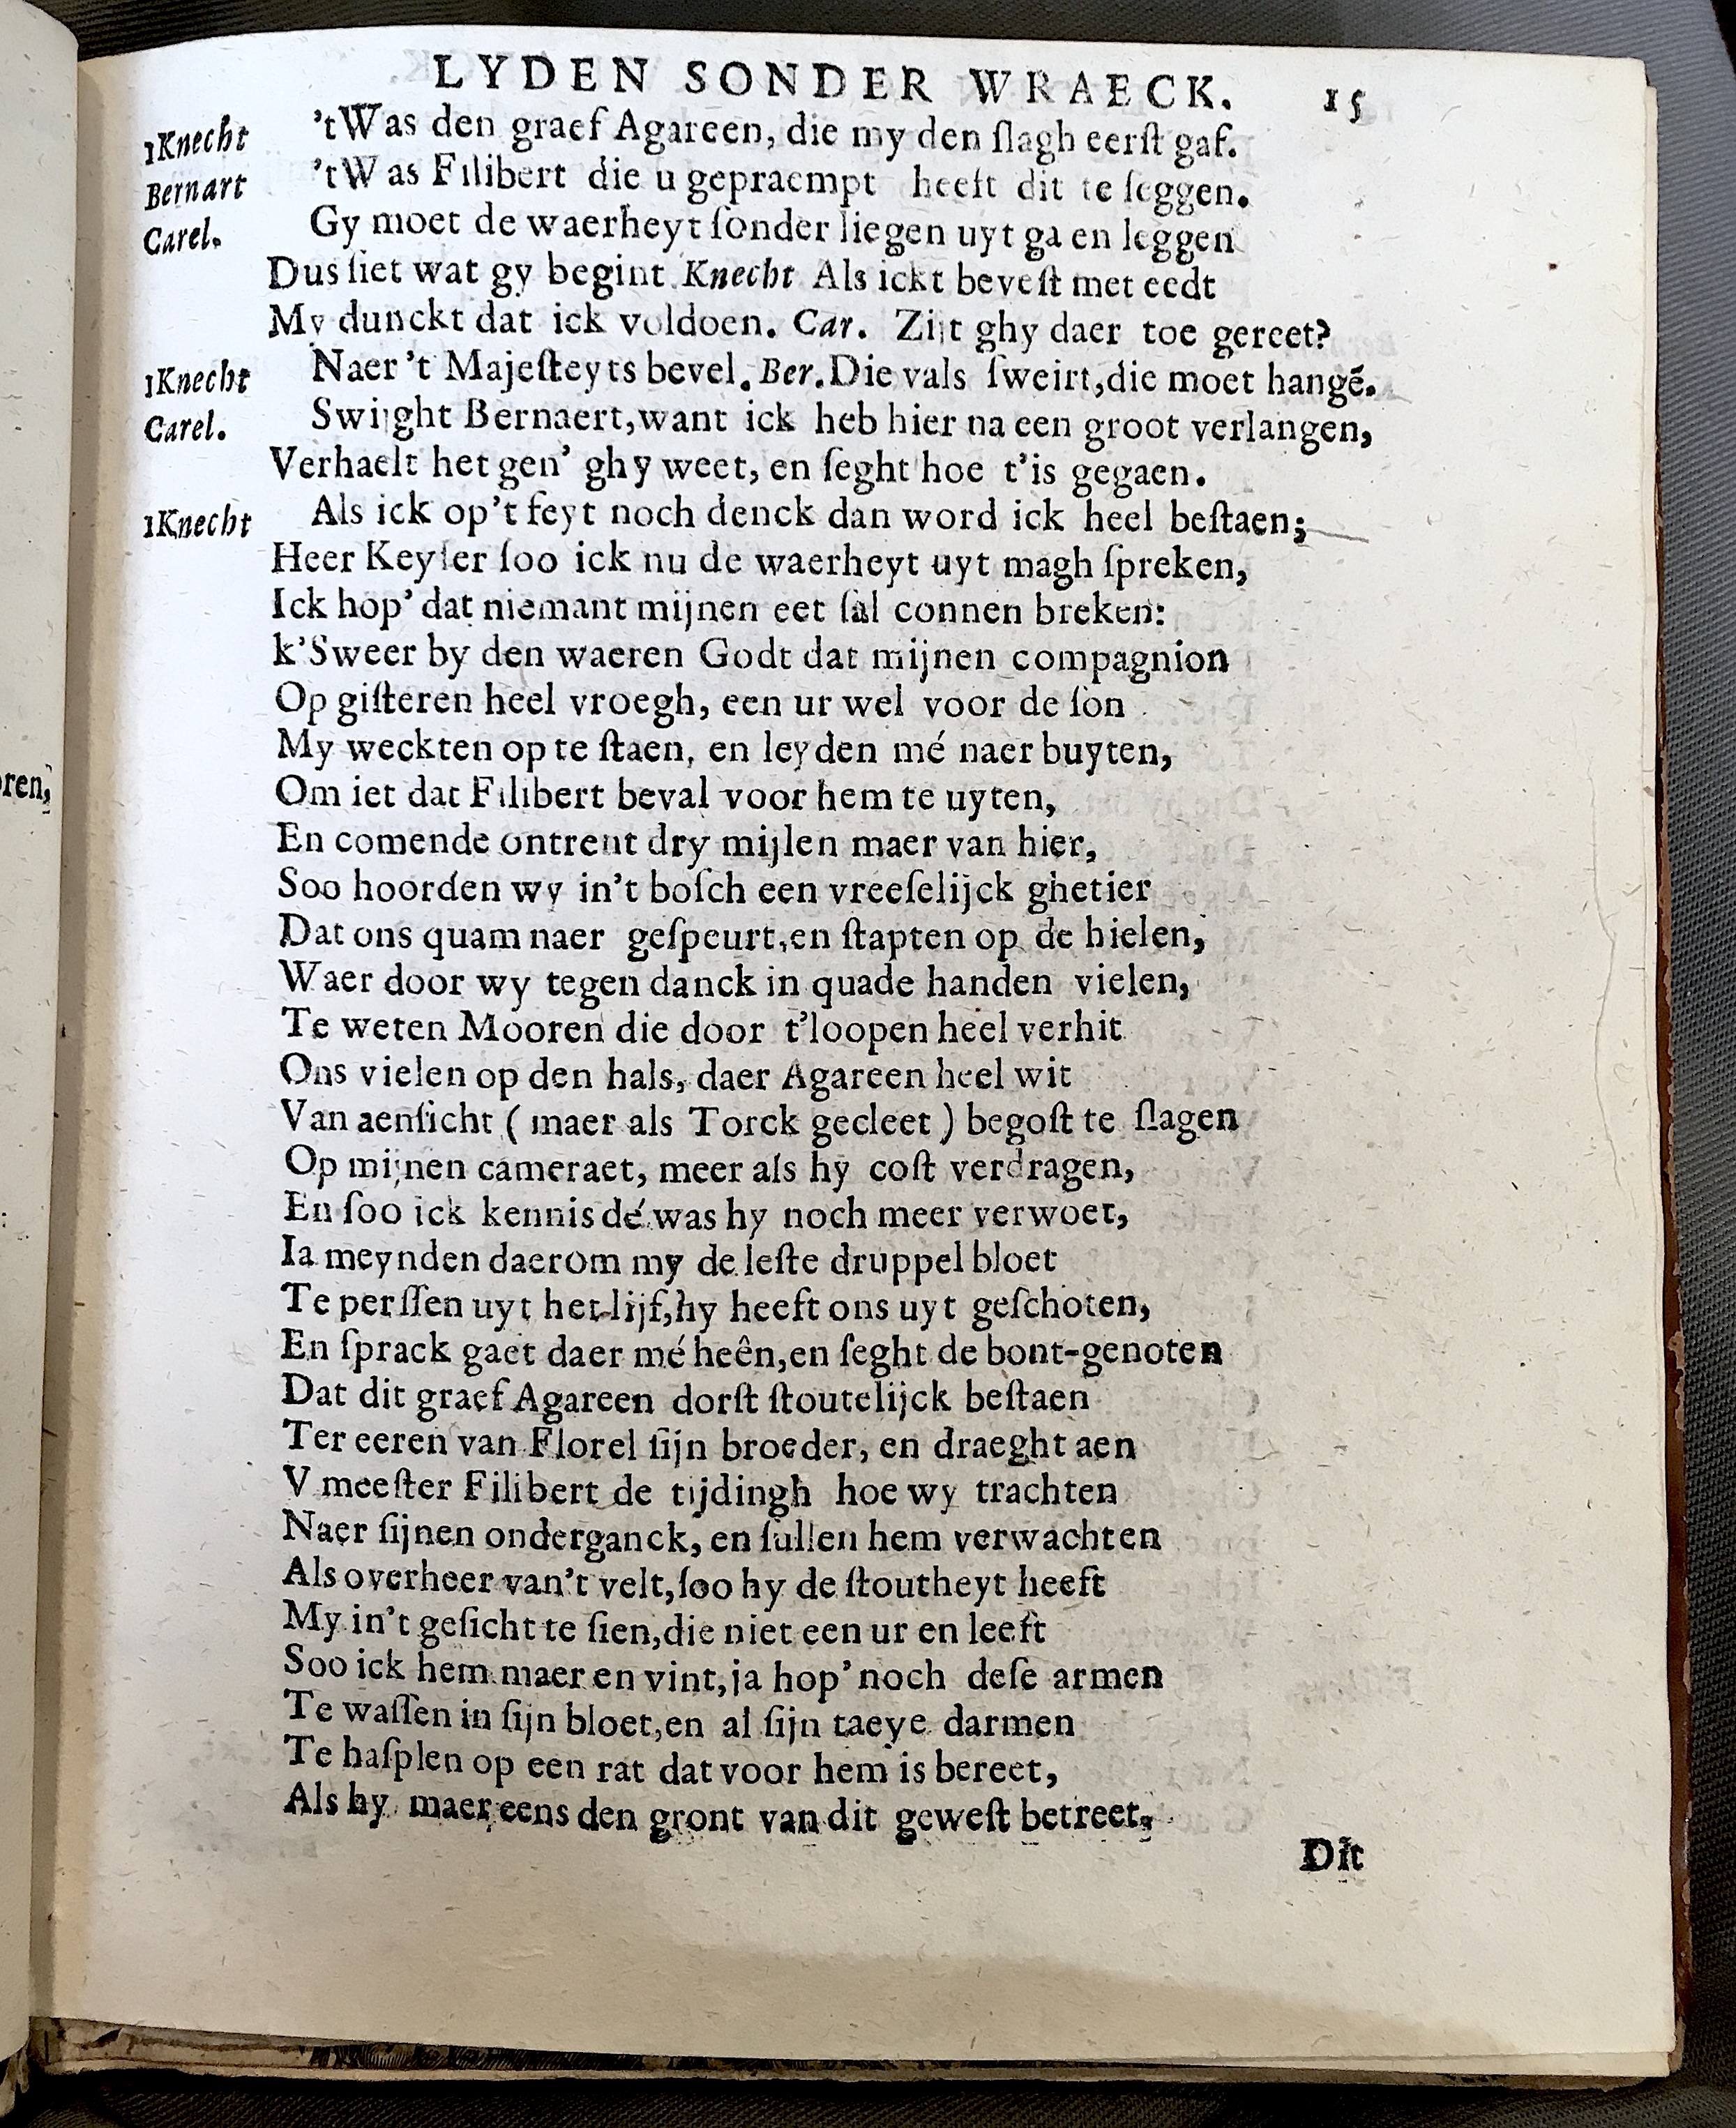 LYDEN SONDER WRAECK. 15
1Knecht 'tWas den graef Agareen, die my den ſlagh eerſt gaf.
Bernart 'tWas Filibert die u gepraempt heeft dit te ſeggen.
Carel. Gy moet de waerheyt ſonder liegen uyt ga en leggen
Dus ſiet wat gy begint Knecht Als ickt beveſt met eedt
My dunckt dat ick voldoen. Car. Zijt ghy daer toe gereet?
1Knecht Naer 't Majeſteyts bevel. Ber. Die vals ſweirt, die moet hangẽ.
Carel. Swijght Bernaert, want ick heb hier na een groot verlangen,
Verhaelt het gen' ghy weet, en ſeght hoe t'is gegaen.
1Knecht Als ick op't feyt noch denck dan word ick heel beſtaen;
Heer Keyſer ſoo ick nu de waerheyt uyt magh ſpreken,
Ick hop' dat niemant mijnen eet ſal connen breken:
k'Sweer by den waeren Godt dat mijnen compagnion
Op giſteren heel vroegh, een ur wel voor de ſon
My weckten op te ſtaen, en leyden mé naer buyten,
Om iet dat Filibert beval voor hem te uyten,
En comende ontrent dry mijlen maer van hier,
Soo hoorden wy in't boſch een vreeſelijck ghetier
Dat ons quam naer geſpeurt, en ſtapten op de hielen,
Waer door wy tegen danck in quade handen vielen,
Te weten Mooren die door t'loopen heel verhit
Ons vielen op den hals, daer Agareen heel wit
Van aenſicht ( maer als Torck gecleet ) begoſt te ſlagen
Op mijnen cameraet, meer als hy coſt verdragen,
En ſoo ick kennis dé was hy noch meer verwoet,
Ia meynden daerom my de leſte druppel bloet
Te perſſen uyt het lijf, hy heeft ons uyt geſchoten,
En ſprack gaet daer mé heên, en ſeght de bont-genoten
Dat dit graef Agareen dorſt ſtoutelijck beſtaen
Ter eeren van Florel ſijn broeder, en draeght aen
V meeſter Filibert de tijdingh hoe wy trachten
Naer ſijnen onderganck, en ſullen hem verwachten
Als overheer van't velt, ſoo hy de ſtoutheyt heeft
My in't geſicht te ſien, die niet een ur en leeft
Soo ick hem maer en vint, ja hop' noch deſe armen
Te waſſen in ſijn bloet, en al ſijn taeye darmen
Te haſplen op een rat dat voor hem is bereet,
Als hy maer eens den gront van dit geweſt betreet,
Dit
oren,